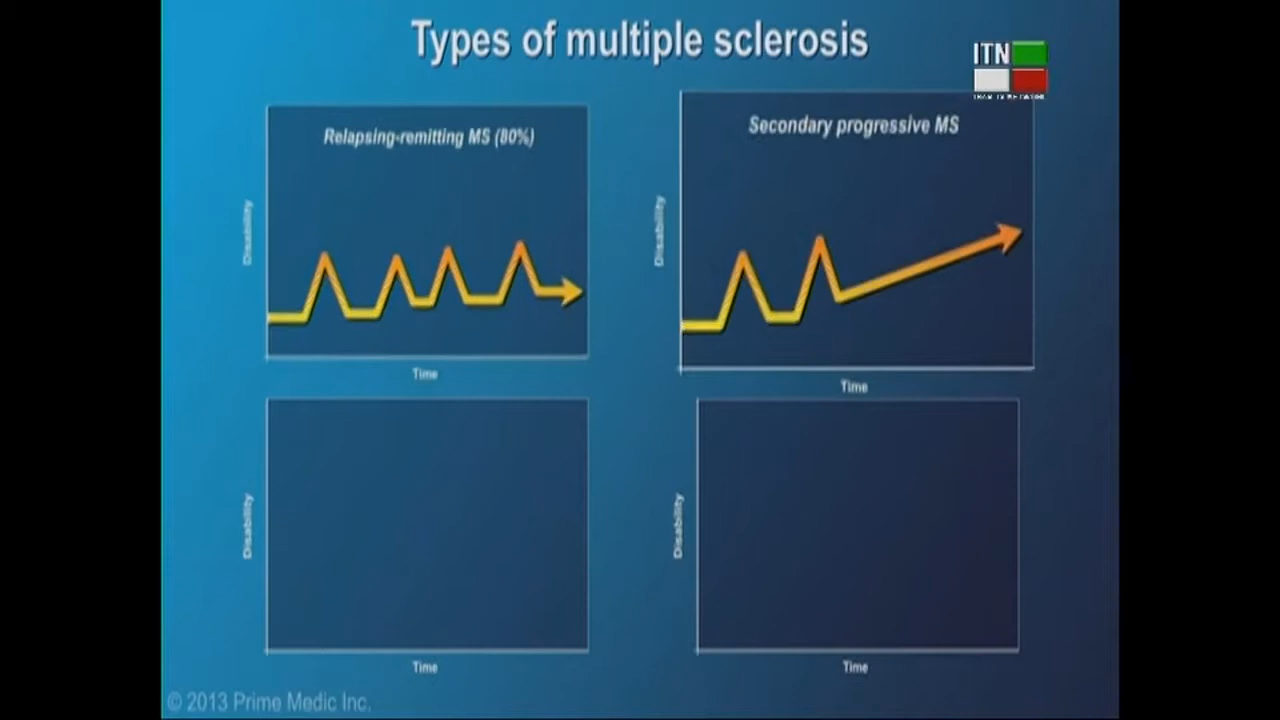 Types of multiple sclerosis
ITN
Relapsing-remitting MS (80%)
Secondary progressive MS
Disability
Disability
Time
Time
Disability
Disability
Time
Time
© 2013 Prime Medic Inc.